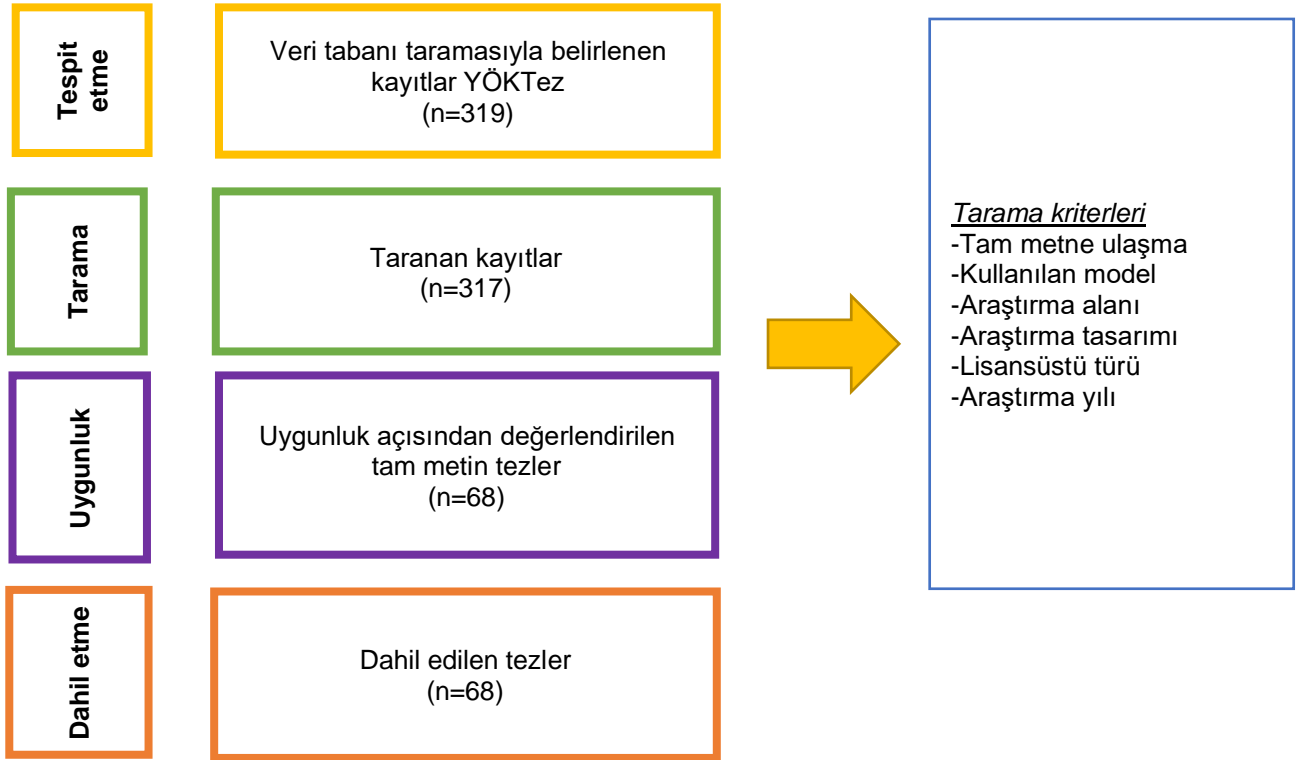 Tespit
etme
Veri tabanı taramasıyla belirlenen
kayıtlar YÖKTez
(n=319)
Tarama
Taranan kayıtlar
(n=317)
Uygunluk
Uygunluk açısından değerlendirilen
tam metin tezler
(n=68)
Dahil etme
Dahil edilen tezler
(n=68)
Tarama kriterleri
-Tam metne ulaşma
-Kullanılan model
-Araştırma alanı
-Araştırma tasarımı
-Lisansüstü türü
-Araştırma yılı